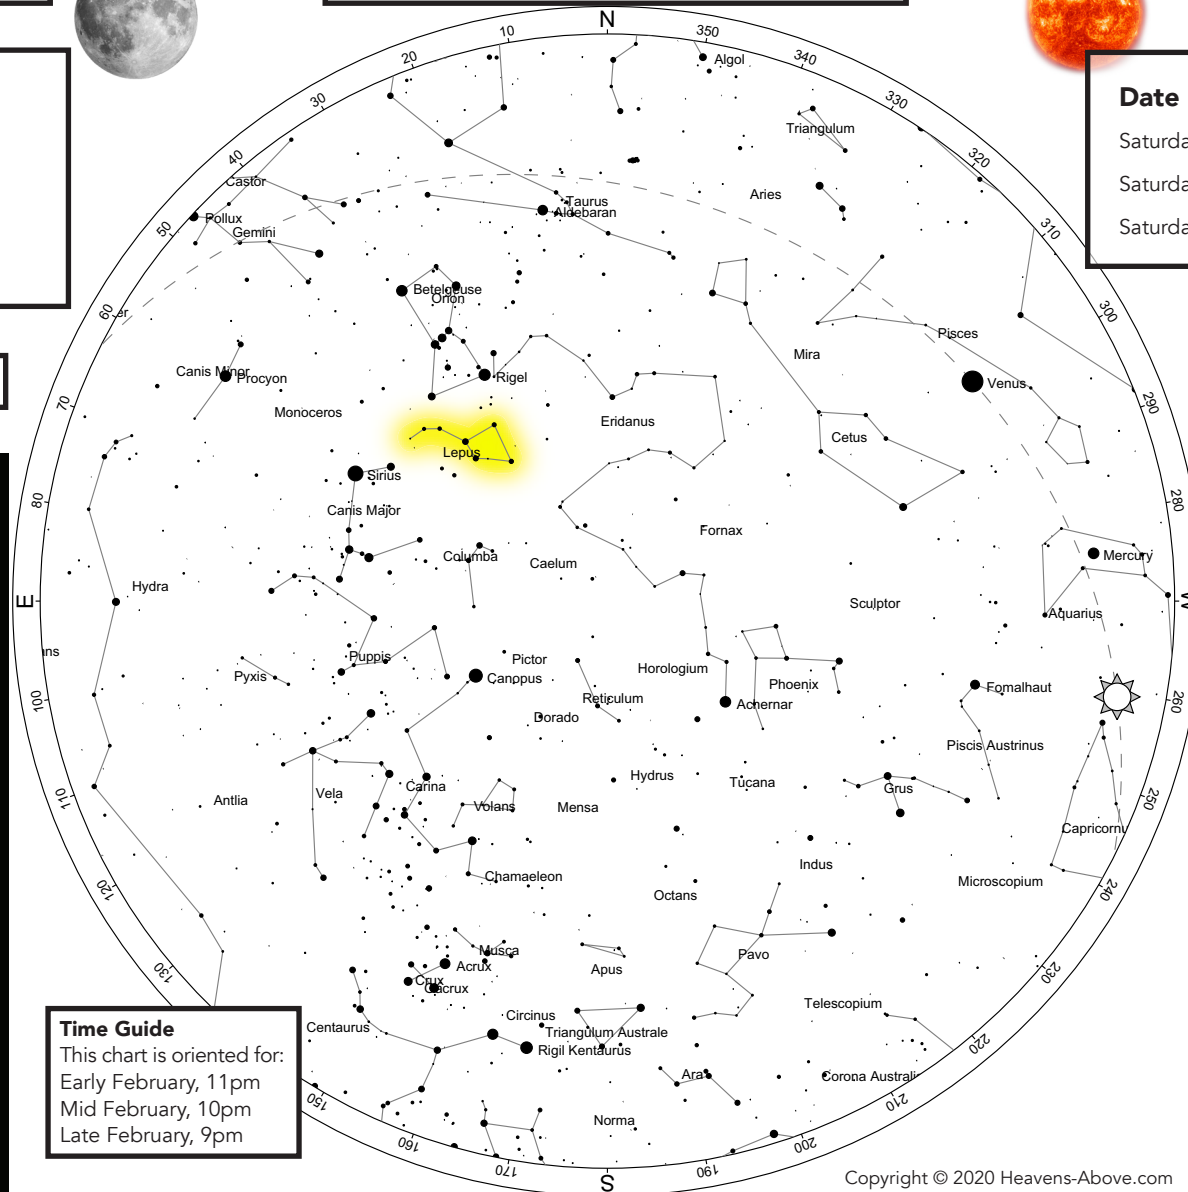 N
10
350
20
340
30
330
40
320
50
310
60
300
70
290
80
280
E
100
260
110
250
120
240
130
230
220
150
210
160
200
170
190
S
Algol
Triangulum
Castor
Aries
Taurus
Aldebaran
Pollux
Gemini
Betelgeuse
Orion
Pisces
Mira
Canis Minor
Procyon
Rigel
Venus
Monoceros
Eridanus
Cetus
Lepus
Sirius
Canis Major
Fornax
Columba
Caelum
Mercury
Hydra
Sculptor
Aquarius
Puppis
Pictor
Horologium
Pyxis
Canopus
Phoenix
Fomalhaut
Reticulum
Achernar
Dorado
Piscis Austrinus
Hydrus
Tucana
Carina
Grus
Antlia
Vela
Volans
Mensa
Capricornu
Indus
Chamaeleon
Microscopium
Octans
Musca
Pavo
Acrux
Apus
Crux
Gacrux
Telescopium
Circinus
Centaurus
Triangulum Australe
Rigil Kentaurus
Ara
Corona Australi
Norma
Date
Saturda
Saturda
Saturda
Time Guide
This chart is oriented for:
Early February, 11pm
Mid February, 10pm
Late February, 9pm
Copyright © 2020 Heavens-Above.com